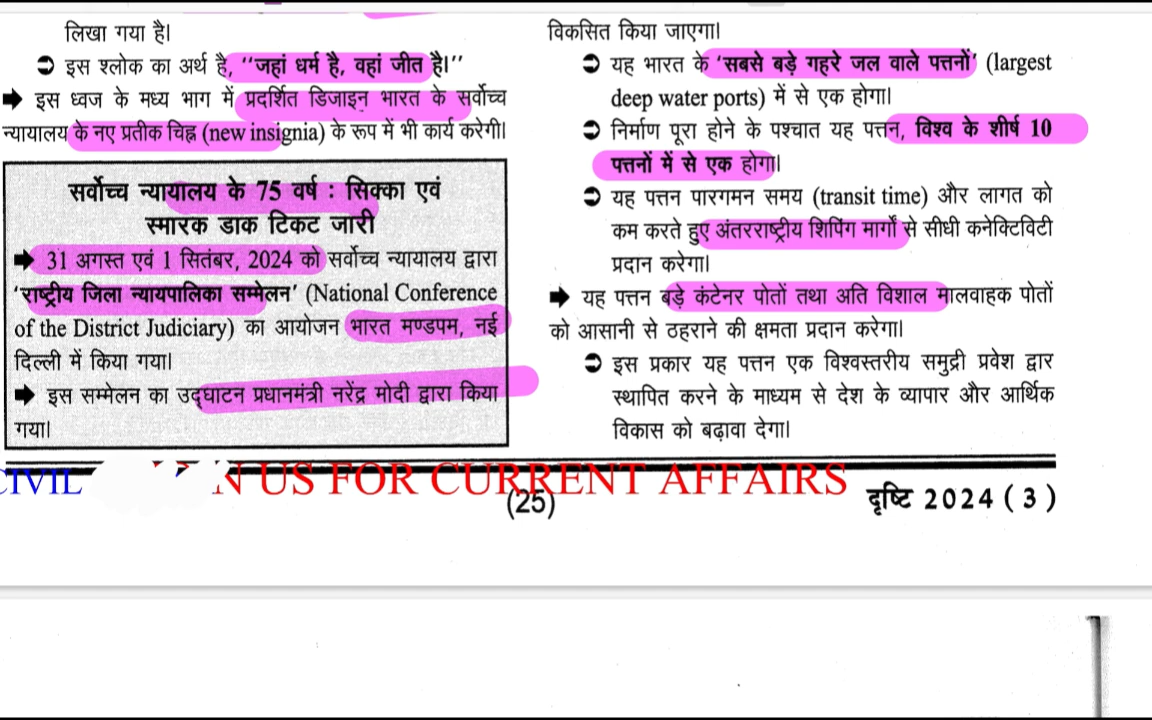 लिखा गया है।
➲ इस श्लोक का अर्थ है, ‘‘जहां धर्म है, वहां जीत है।’’
➡ इस ध्वज के मध्य भाग में प्रदर्शित डिजाइन भारत के सर्वोच्च
न्यायालय के नए प्रतीक चिह्न (new insignia) के रूप में भी कार्य करेगी।
सर्वोच्च न्यायालय के 75 वर्ष : सिक्का एवं
स्मारक डाक टिकट जारी
➡ 31 अगस्त एवं 1 सितंबर, 2024 को सर्वोच्च न्यायालय द्वारा
‘राष्ट्रीय जिला न्यायपालिका सम्मेलन’ (National Conference
of the District Judiciary) का आयोजन भारत मण्डपम, नई
दिल्ली में किया गया।
➡ इस सम्मेलन का उद्घाटन प्रधानमंत्री नरेंद्र मोदी द्वारा किया
गया।
विकसित किया जाएगा।
➲ यह भारत के ‘सबसे बड़े गहरे जल वाले पत्तनों’ (largest
deep water ports) में से एक होगा।
➲ निर्माण पूरा होने के पश्चात यह पत्तन, विश्व के शीर्ष 10
पत्तनों में से एक होगा।
➲ यह पत्तन पारगमन समय (transit time) और लागत को
कम करते हुए अंतरराष्ट्रीय शिपिंग मार्गों से सीधी कनेक्टिविटी
प्रदान करेगा।
➡ यह पत्तन बड़े कंटेनर पोतों तथा अति विशाल मालवाहक पोतों
को आसानी से ठहराने की क्षमता प्रदान करेगा।
➲ इस प्रकार यह पत्तन एक विश्वस्तरीय समुद्री प्रवेश द्वार
स्थापित करने के माध्यम से देश के व्यापार और आर्थिक
विकास को बढ़ावा देगा।
CIVIL N US FOR CURRENT AFFAIRS
(25)
दृष्टि 2024 ( 3 )